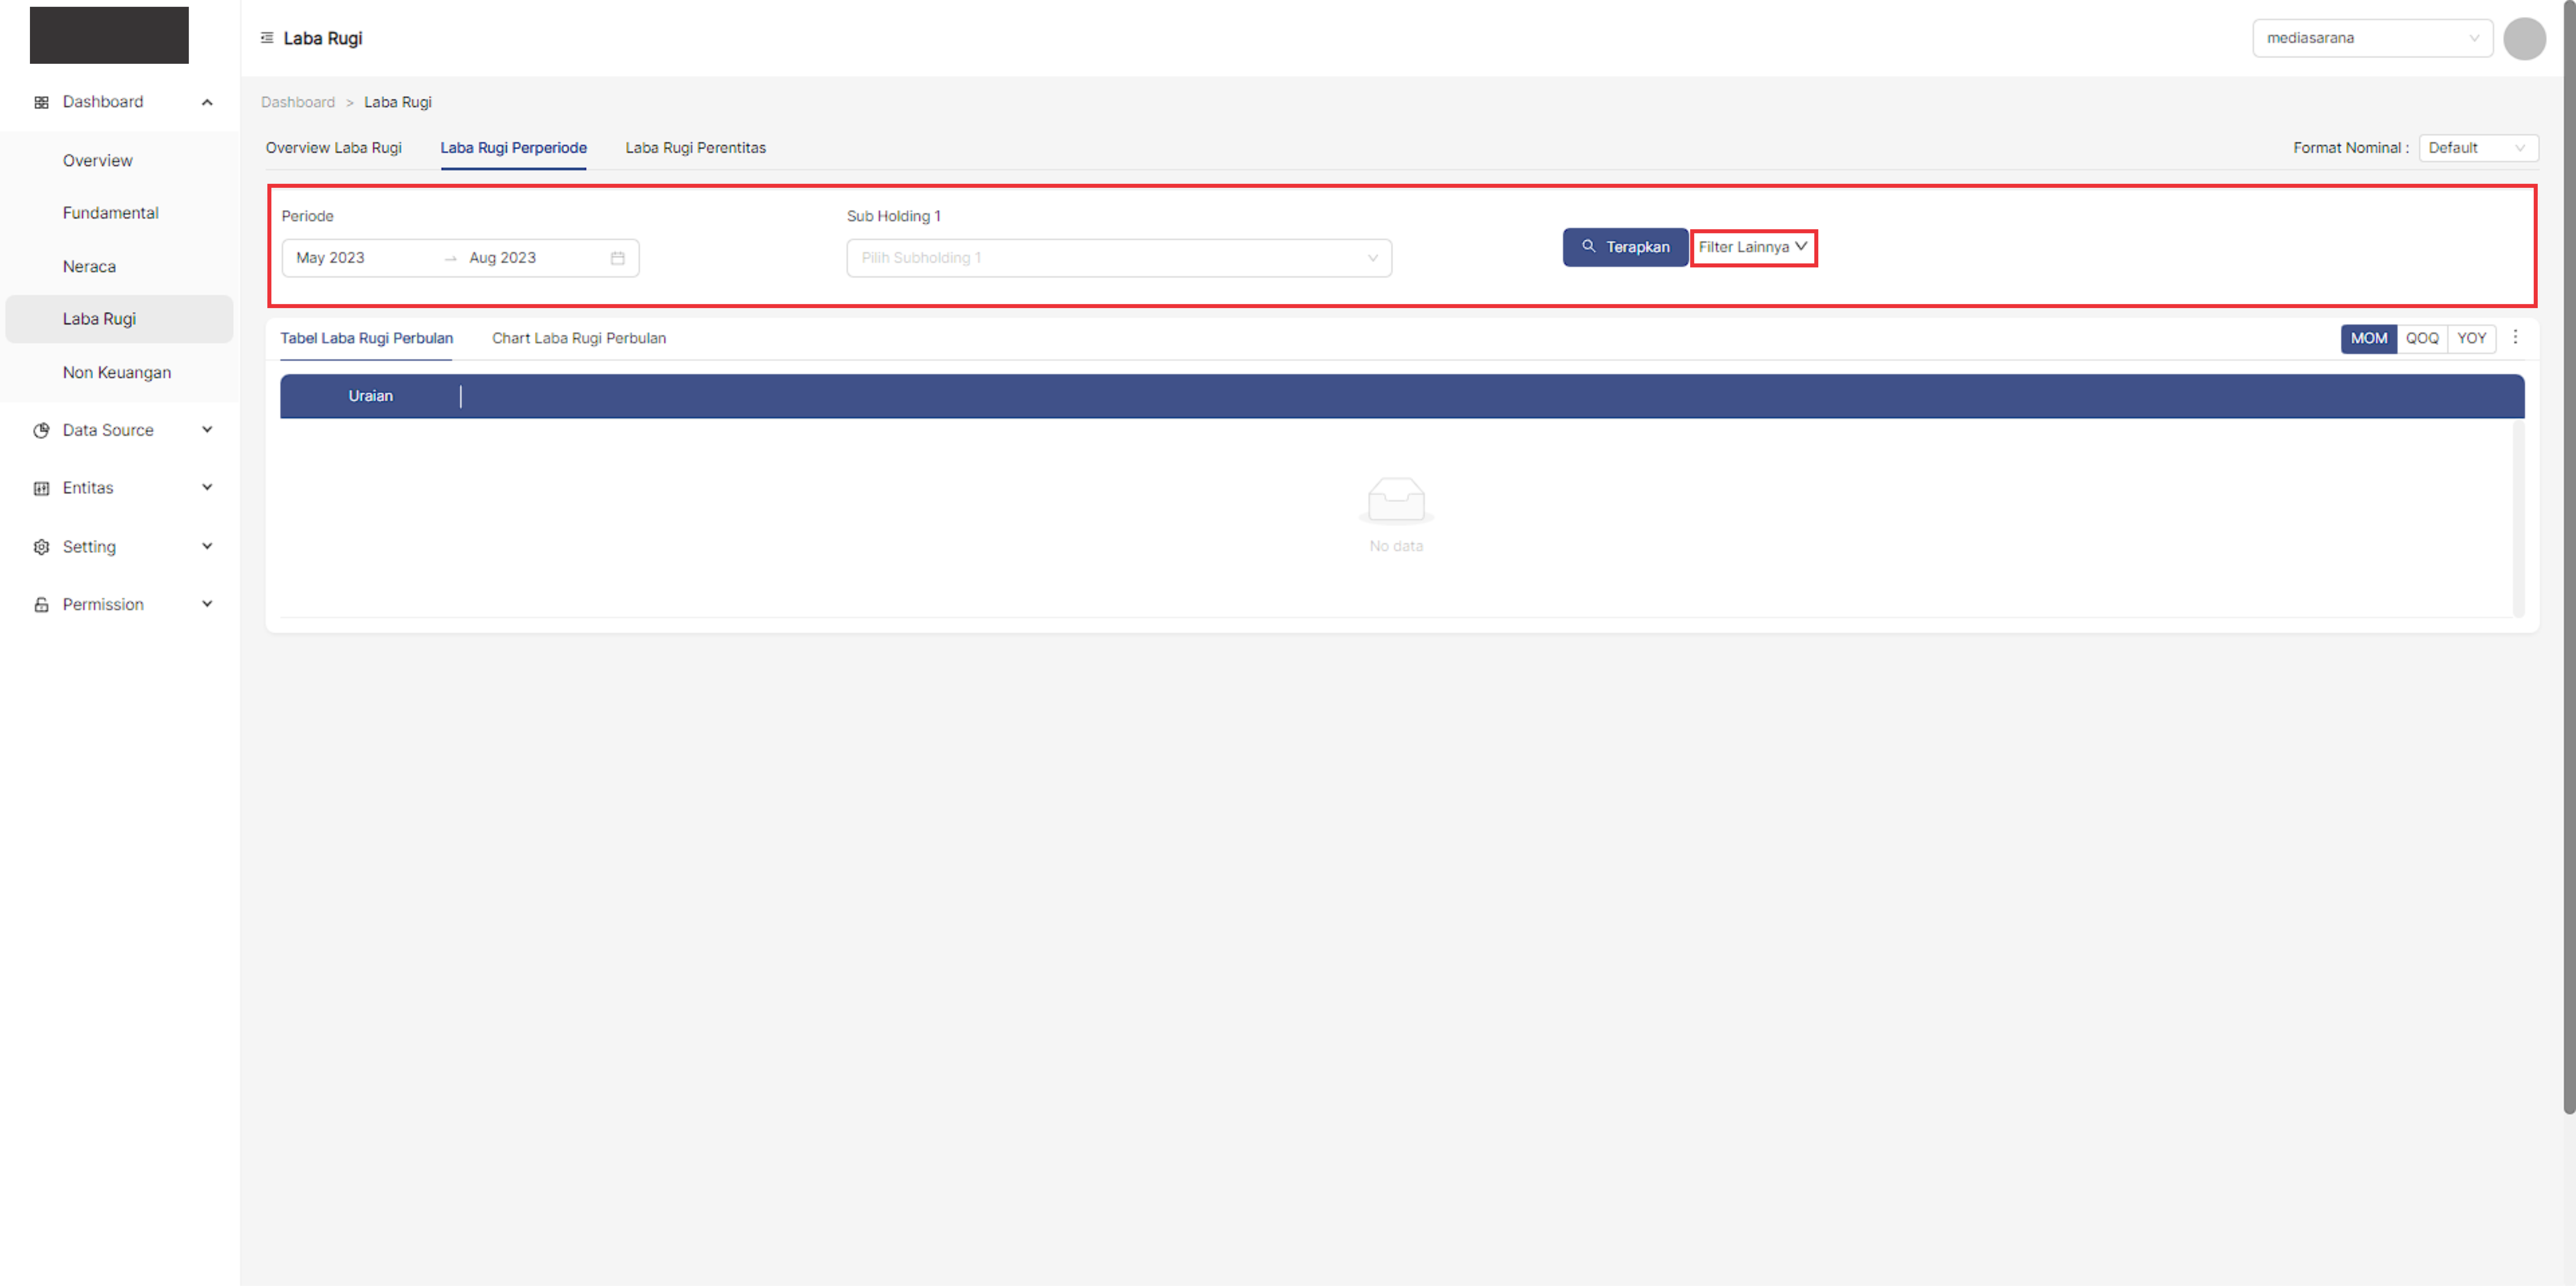 Laba Rugi
mediasarana
Dashboard
Overview
Fundamental
Neraca
Laba Rugi
Non Keuangan
Data Source
Entitas
Setting
Permission
Dashboard > Laba Rugi
Overview Laba Rugi Laba Rugi Perperiode Laba Rugi Perentitas
Format Nominal : Default
Periode
May 2023 → Aug 2023
Sub Holding 1
Pilih Subholding 1
Terapkan
Filter Lainnya
Tabel Laba Rugi Perbulan Chart Laba Rugi Perbulan
MOM QOQ YOY
Uraian
No data